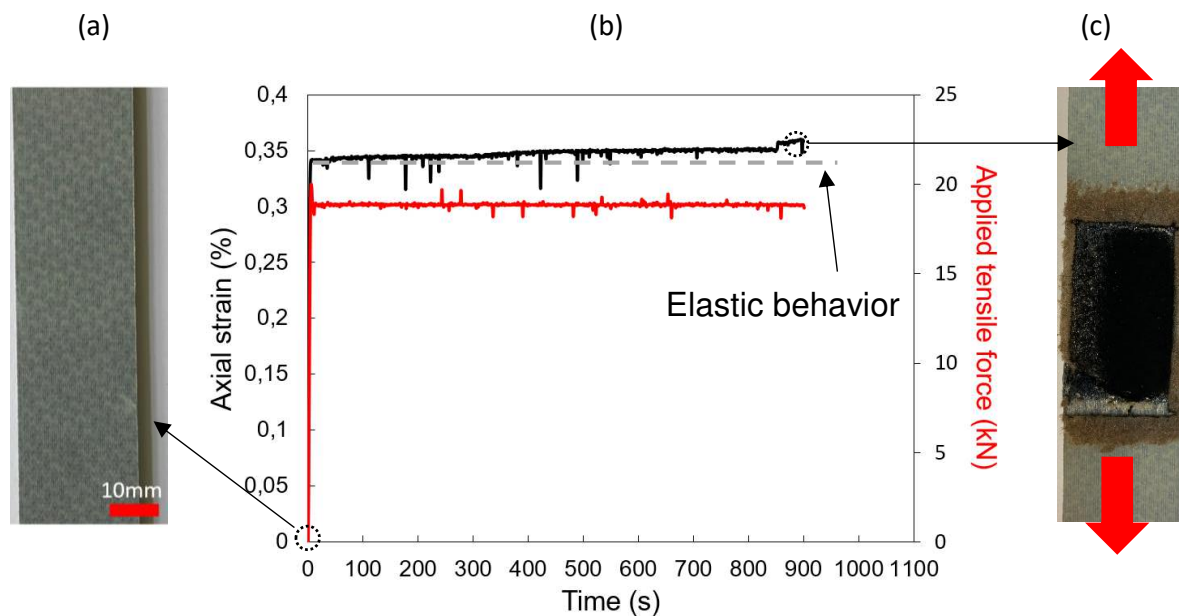 (a)
(b)
(c)
10mm
Axial strain (%)
0,4
0,35
0,3
0,25
0,2
0,15
0,1
0,05
0
Elastic behavior
25
20
15
10
5
0
Applied tensile force (kN)
0 100 200 300 400 500 600 700 800 900 1000 1100
Time (s)